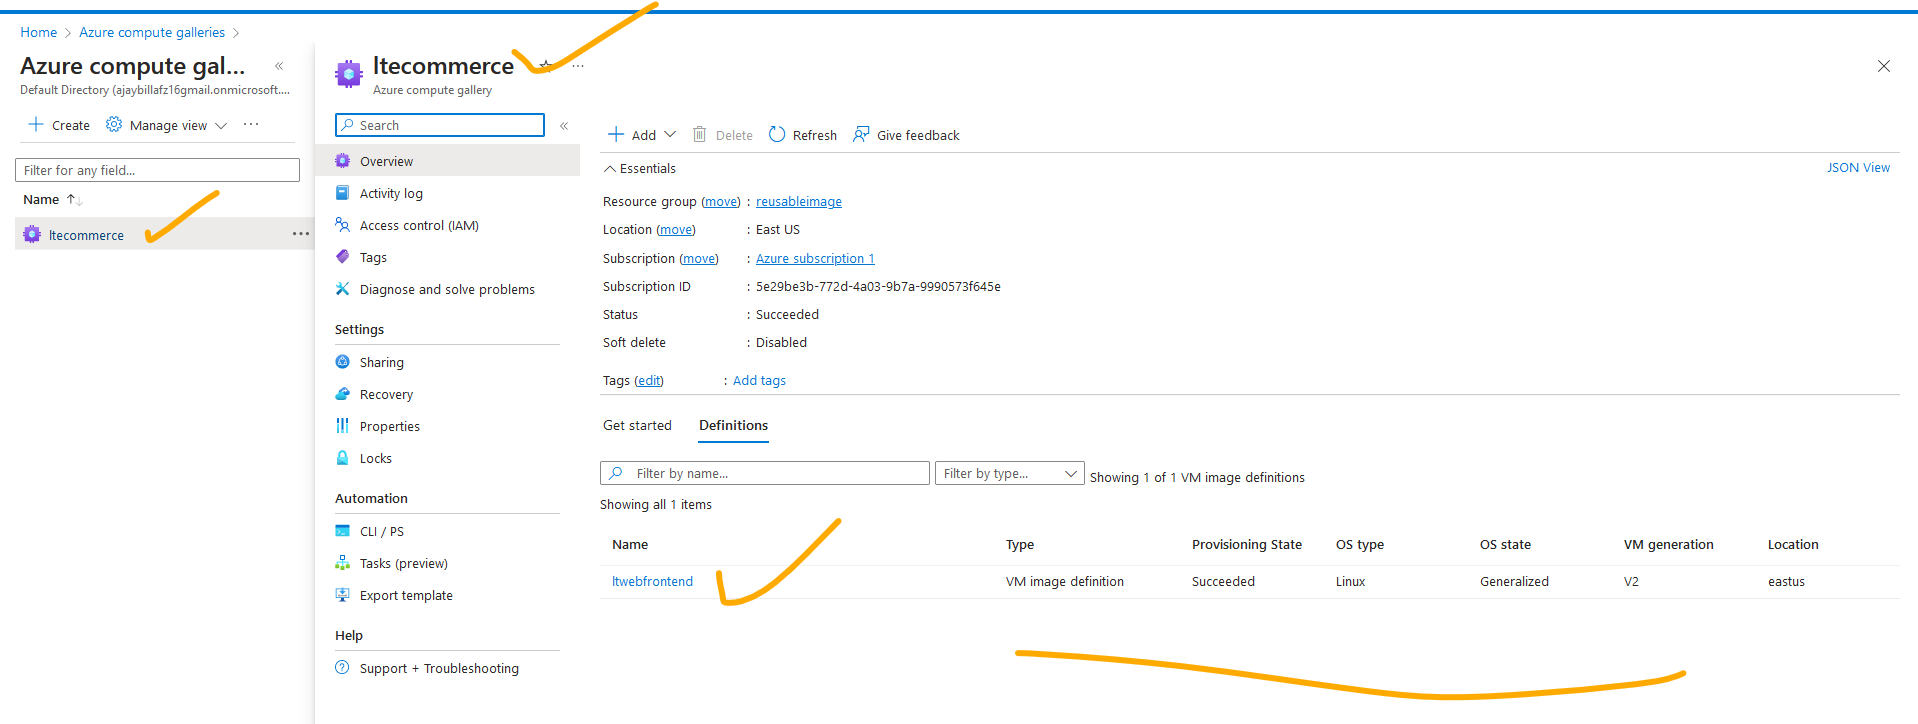 Home > Azure compute galleries >
Azure compute gal... «
Default Directory (ajaybillafz16gmail.onmicrosoft....
+ Create Manage view ...
Filter for any field...
Name ↑↓
ltecommerce ...
ltecommerce ...
Azure compute gallery
Search «
Overview
Activity log
Access control (IAM)
Tags
Diagnose and solve problems
Settings
Sharing
Recovery
Properties
Locks
Automation
CLI / PS
Tasks (preview)
Export template
Help
Support + Troubleshooting
+ Add Delete Refresh Give feedback
Essentials JSON View
Resource group (move) : reusableimage
Location (move) : East US
Subscription (move) : Azure subscription 1
Subscription ID : 5e29be3b-772d-4a03-9b7a-9990573f645e
Status : Succeeded
Soft delete : Disabled
Tags (edit) : Add tags
Get started Definitions
Filter by name... Filter by type... Showing 1 of 1 VM image definitions
Showing all 1 items
Name Type Provisioning State OS type OS state VM generation Location
ltwebfrontend VM image definition Succeeded Linux Generalized V2 eastus